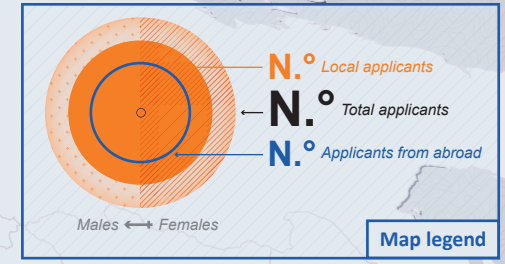 N.° Local applicants
N.° Total applicants
N.° Applicants from abroad
Males ⟷ Females
Map legend